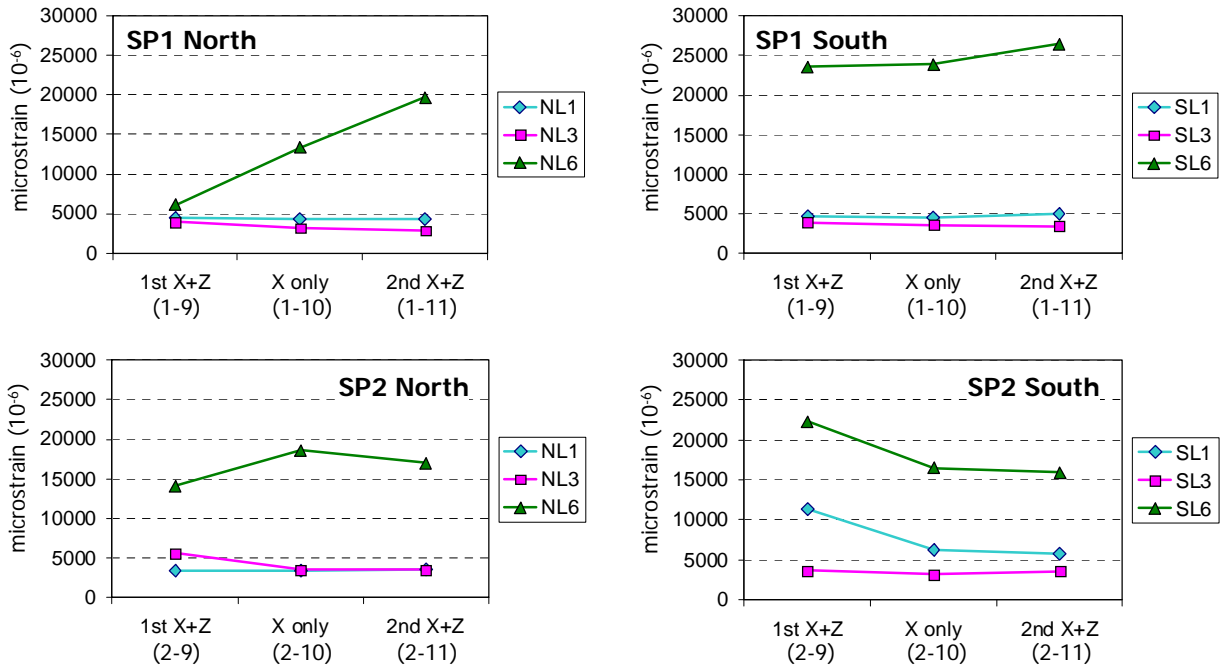 SP1 North
microstrain (10⁻⁶)
30000
25000
20000
15000
10000
5000
0
1st X+Z
(1-9)
X only
(1-10)
2nd X+Z
(1-11)
NL1
NL3
NL6
SP1 South
microstrain (10⁻⁶)
30000
25000
20000
15000
10000
5000
0
1st X+Z
(1-9)
X only
(1-10)
2nd X+Z
(1-11)
SL1
SL3
SL6
SP2 North
microstrain (10⁻⁶)
30000
25000
20000
15000
10000
5000
0
1st X+Z
(2-9)
X only
(2-10)
2nd X+Z
(2-11)
NL1
NL3
NL6
SP2 South
microstrain (10⁻⁶)
30000
25000
20000
15000
10000
5000
0
1st X+Z
(2-9)
X only
(2-10)
2nd X+Z
(2-11)
SL1
SL3
SL6